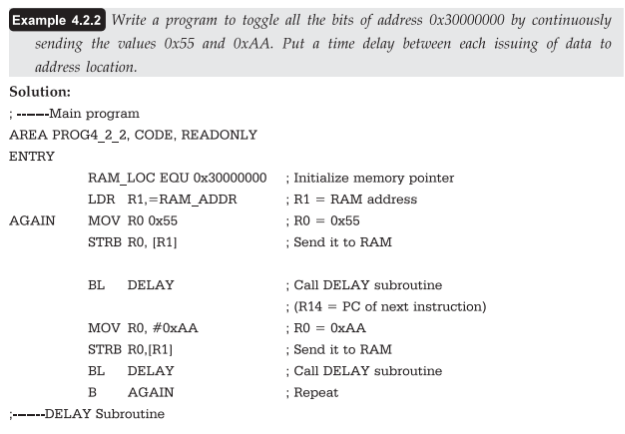 Example 4.2.2 Write a program to toggle all the bits of address 0x30000000 by continuously
sending the values 0x55 and 0xAA. Put a time delay between each issuing of data to
address location.
Solution:
; -------Main program
AREA PROG4_2_2, CODE, READONLY
ENTRY
RAM_LOC EQU 0x30000000 ; Initialize memory pointer
LDR R1,=RAM_ADDR ; R1 = RAM address
AGAIN MOV R0 0x55 ; R0 = 0x55
STRB R0, [R1] ; Send it to RAM
BL DELAY ; Call DELAY subroutine
; (R14 = PC of next instruction)
MOV R0, #0xAA ; R0 = 0xAA
STRB R0,[R1] ; Send it to RAM
BL DELAY ; Call DELAY subroutine
B AGAIN ; Repeat
;-------DELAY Subroutine